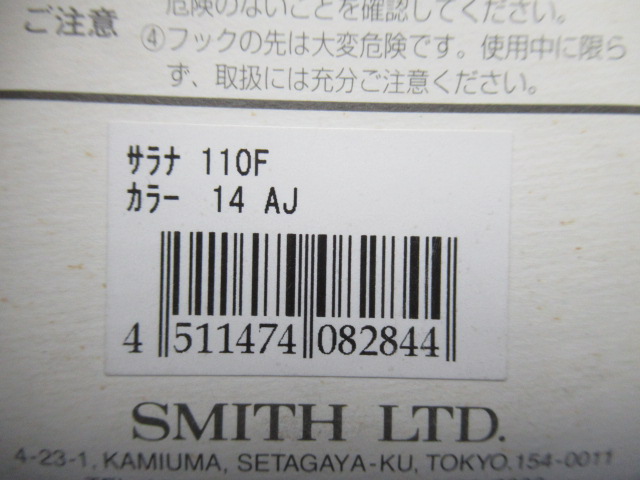 危険のないことを確認してください。
ご注意
④フックの先は大変危険です。使用中に限ら
ず、取扱には充分ご注意ください。
ｻﾗﾅ 110F
ｶﾗｰ 14 AJ
4 511474 082844
SMITH LTD.
4-23-1, KAMIUMA, SETAGAYA-KU, TOKYO.154-0011